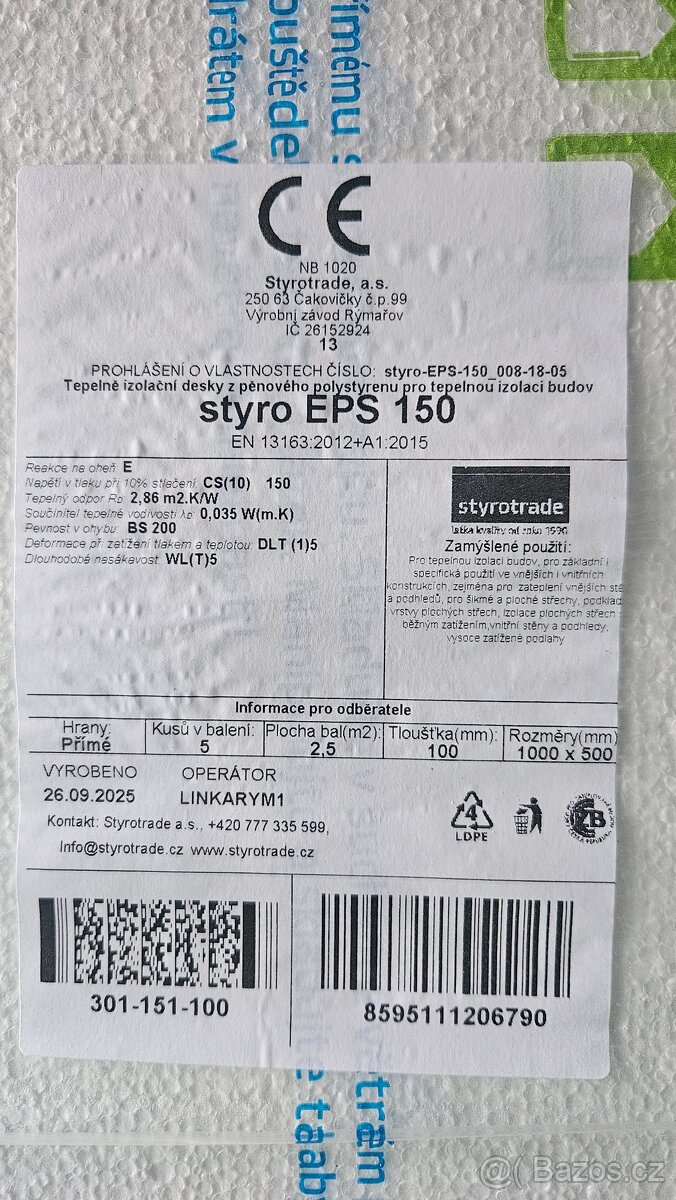 římému s
ouštěde
drátem v
CE
NB 1020
Styrotrade, a.s.
250 63 Čakovičky č.p.99
Výrobní závod Rýmařov
IČ 26152924
13
PROHLÁŠENÍ O VLASTNOSTECH ČÍSLO: styro-EPS-150_008-18-05
Tepelně izolační desky z pěnového polystyrenu pro tepelnou izolaci budov
styro EPS 150
EN 13163:2012+A1:2015
Reakce na oheň E
Napětí v tlaku při 10% stlačení CS(10) 150
Tepelný odpor RD 2,86 m2.K/W
Součinitel tepelné vodivosti λD 0,035 W(m.K)
Pevnost v ohybu BS 200
Deformace při zatížení tlakem a teplotou DLT (1)5
Dlouhodobé nasákavost WL(T)5
styrotrade
Zamýšlené použití:
Pro tepelnou izolaci budov, pro základní i
specifická použití ve vnějších i vnitřních
konstrukcích, zejména pro zateplení vnějších stě
a podhledů, pro šikmé a ploché střechy, podklad
vrstvy plochých střech, izolace plochých střech
běžným zatížením,vnitřní stěny a podhledy,
vysoce zatížené podlahy
Informace pro odběratele
Hrany: Kusů v balení: Plocha bal(m2): Tloušťka(mm): Rozměry(mm)
Přímé 5 2,5 100 1000 x 500
VYROBENO OPERÁTOR
26.09.2025 LINKARYM1
Kontakt: Styrotrade a.s., +420 777 335 599,
Info@styrotrade.cz www.styrotrade.cz
4
LDPE
ZB
301-151-100
8595111206790
@ Bazos.cz